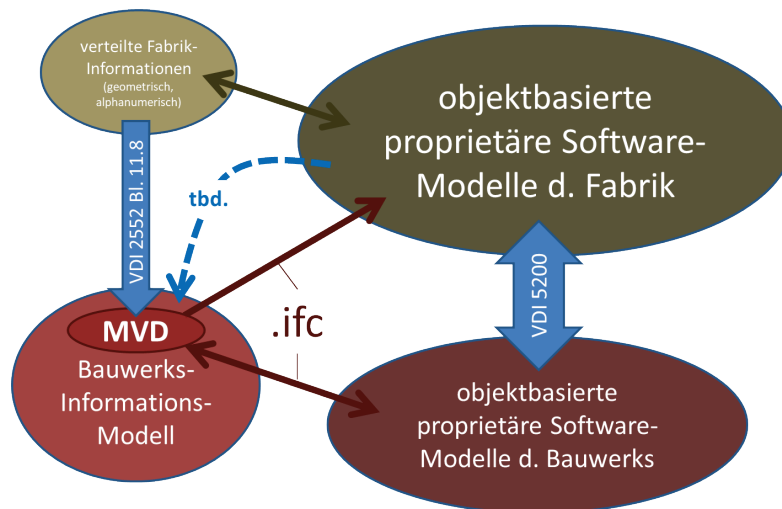 verteilte Fabrik-
Informationen
(geometrisch,
alphanumerisch)
objektbasierte
proprietäre Software-
Modelle d. Fabrik
VDI 2552 Bl. 11.8
tbd.
VDI 5200
.ifc
MVD
Bauwerks-
Informations-
Modell
objektbasierte
proprietäre Software-
Modelle d. Bauwerks